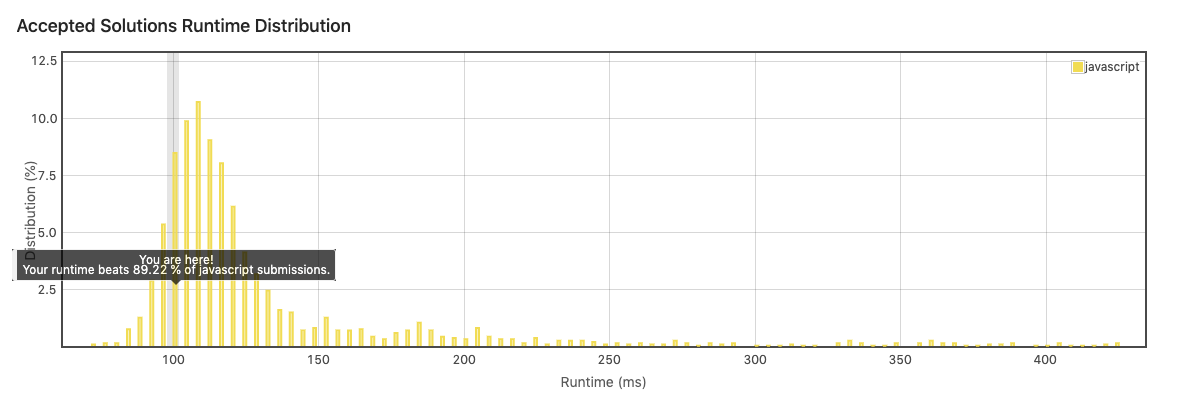 Accepted Solutions Runtime Distribution
12.5
10.0
7.5
5.0
2.5
Distribution (%)
javascript
You are here!
Your runtime beats 89.22 % of javascript submissions.
100
150
200
250
300
350
400
Runtime (ms)